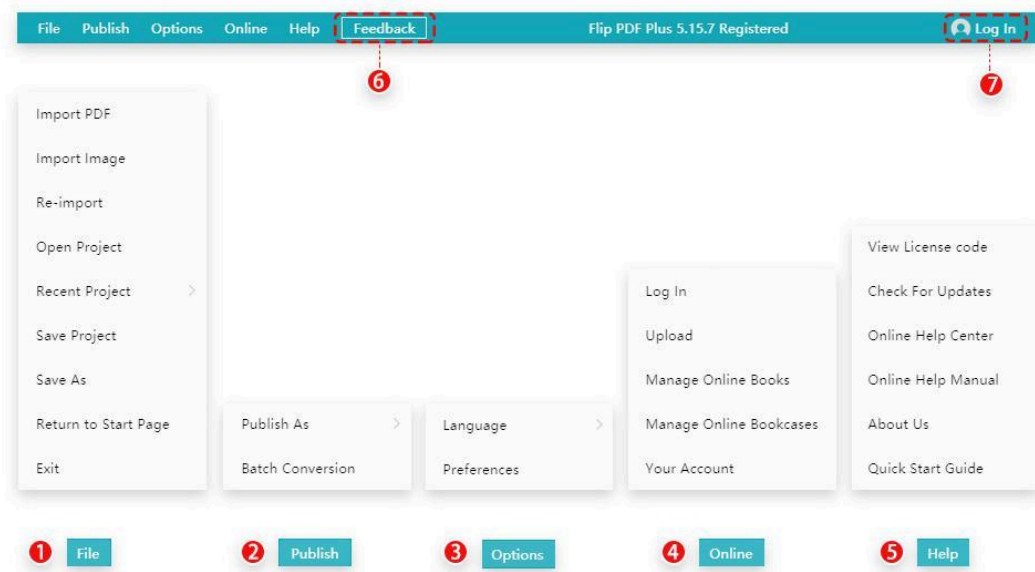 File Publish Options Online Help Feedback Flip PDF Plus 5.15.7 Registered Log In
6
7
Import PDF
Import Image
Re-import
Open Project
Recent Project
Save Project
Save As
Return to Start Page
Exit
Publish As
Batch Conversion
Language
Preferences
Log In
Upload
Manage Online Books
Manage Online Bookcases
Your Account
View License code
Check For Updates
Online Help Center
Online Help Manual
About Us
Quick Start Guide
1 File
2 Publish
3 Options
4 Online
5 Help